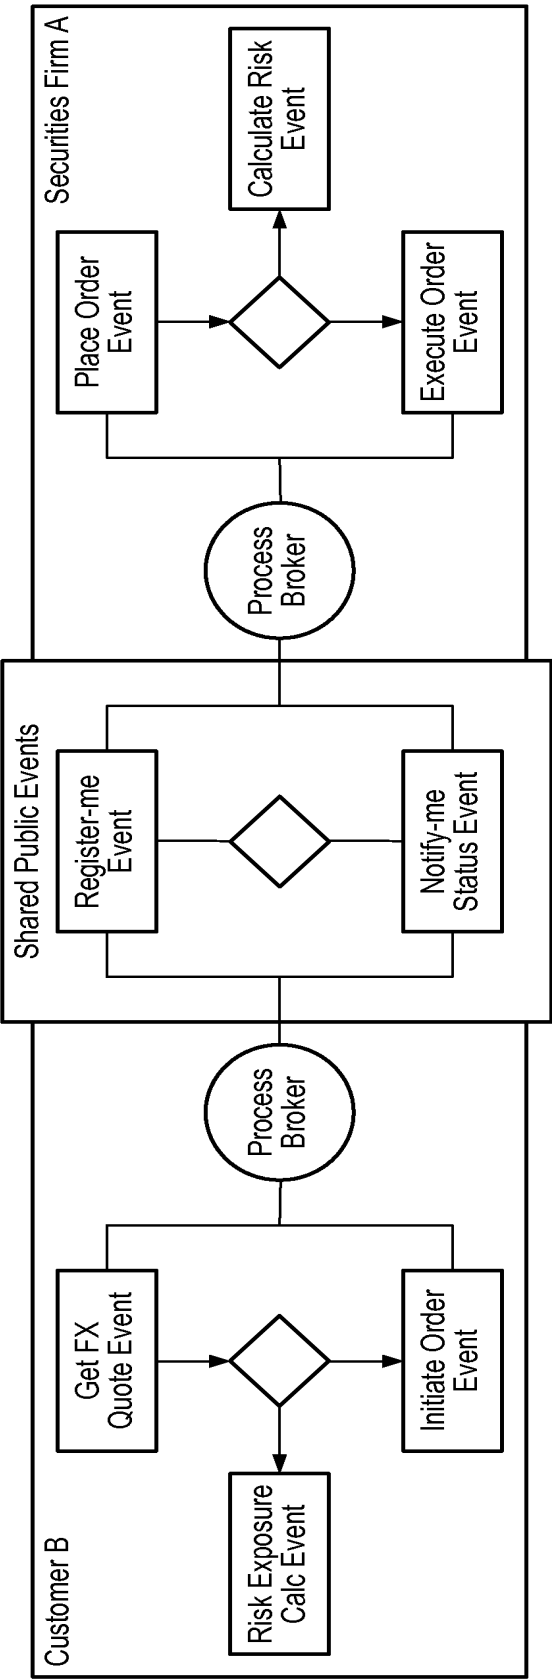 Customer B
Shared Public Events
Securities Firm A
Get FX
Quote Event
Risk Exposure
Calc Event
Initiate Order
Event
Process
Broker
Register-me
Event
Notify-me
Status Event
Process
Broker
Place Order
Event
Calculate Risk
Event
Execute Order
Event